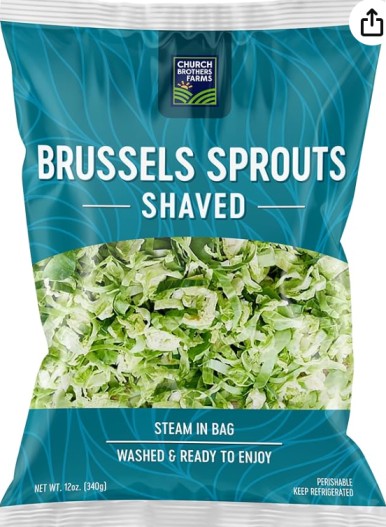 CHURCH
BROTHERS
FARMS
BRUSSELS SPROUTS
SHAVED
STEAM IN BAG
WASHED & READY TO ENJOY
NET WT. 12oz. (340g)
PERISHABLE
KEEP REFRIGERATED